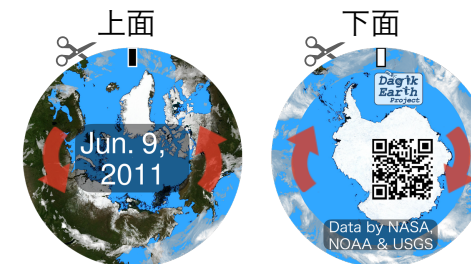 上面
下面
Jun. 9,
2011
Dagik
Earth
Project
Data by NASA,
NOAA & USGS